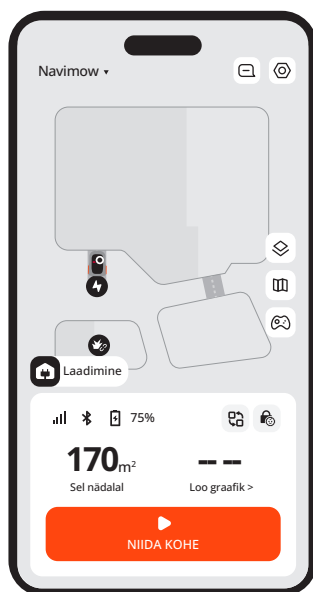 Navimow
Laadimine
75%
170m²
-- --
Sel nädalal
Loo graafik >
NIIDA KOHE